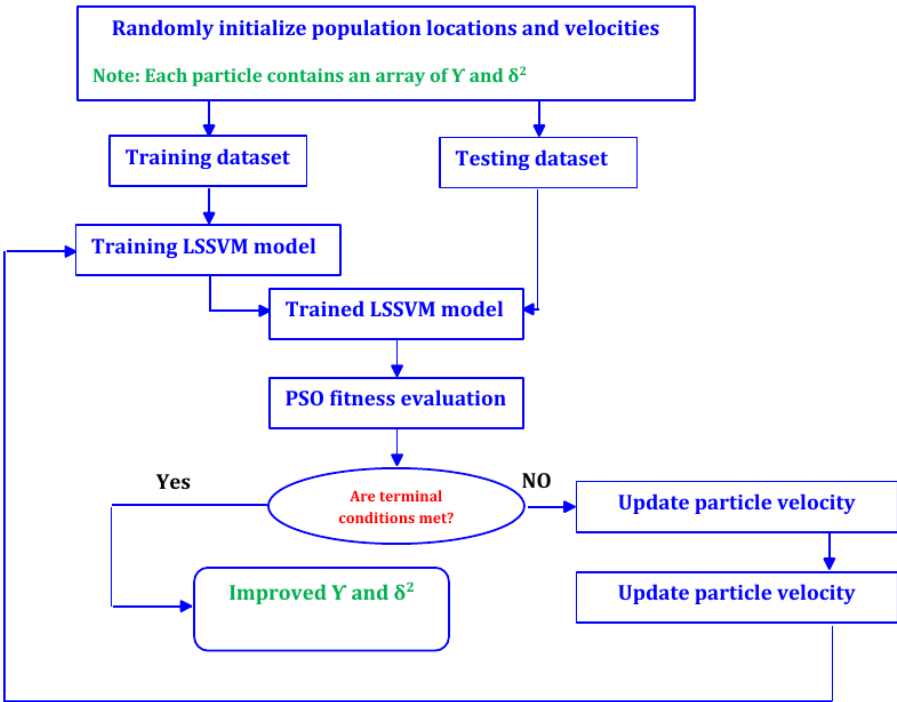 Randomly initialize population locations and velocities
Note: Each particle contains an array of ϒ and δ²
Training dataset
Testing dataset
Training LSSVM model
Trained LSSVM model
PSO fitness evaluation
Yes
Are terminal
conditions met?
NO
Update particle velocity
Update particle velocity
Improved ϒ and δ²